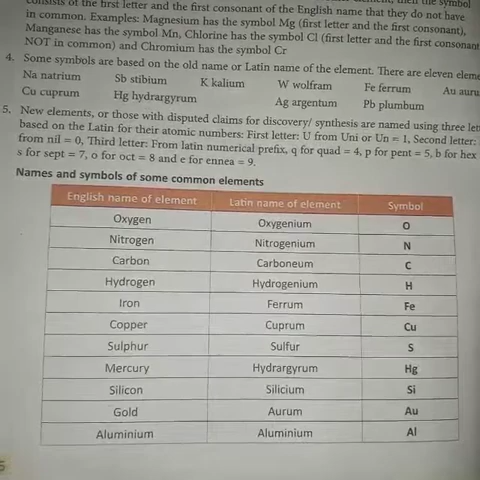 consists of the first letter and the first consonant of the English name that they do not have
in common. Examples: Magnesium has the symbol Mg (first letter and the first consonant),
Manganese has the symbol Mn, Chlorine has the symbol Cl (first letter and the first consonant
NOT in common) and Chromium has the symbol Cr
4. Some symbols are based on the old name or Latin name of the element. There are eleven
Na natrium Sb stibium K kalium W wolfram Fe ferrum Au
Cu cuprum Hg hydrargyrum Ag argentum Pb plumbum
5. New elements, or those with disputed claims for discovery/ synthesis are named using three
based on the Latin for their atomic numbers: First letter: U from Uni or Un = 1, Second letter:
from nil = 0, Third letter: From latin numerical prefix, q for quad = 4, p for pent = 5, b for hex
s for sept = 7, o for oct = 8 and e for ennea = 9.
Names and symbols of some common elements
English name of element Latin name of element Symbol
Oxygen Oxygenium O
Nitrogen Nitrogenium N
Carbon Carboneum C
Hydrogen Hydrogenium H
Iron Ferrum Fe
Copper Cuprum Cu
Sulphur Sulfur S
Mercury Hydrargyrum Hg
Silicon Silicium Si
Gold Aurum Au
Aluminium Aluminium Al